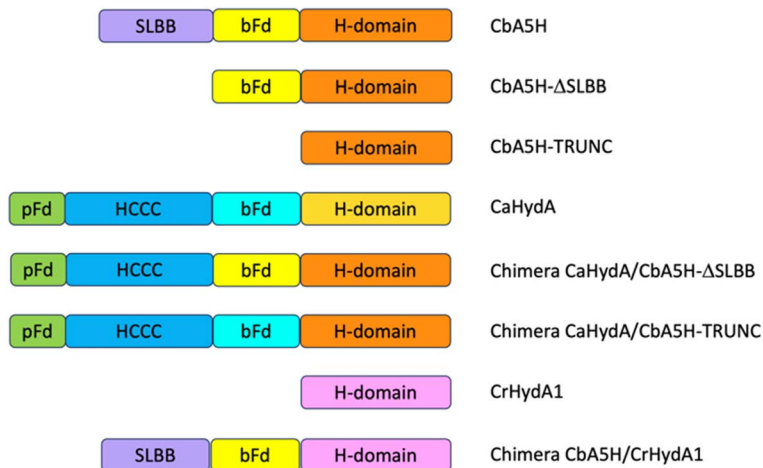 SLBB bFd H-domain CbA5H
bFd H-domain CbA5H-ΔSLBB
H-domain CbA5H-TRUNC
pFd HCCC bFd H-domain CaHydA
pFd HCCC bFd H-domain Chimera CaHydA/CbA5H-ΔSLBB
pFd HCCC bFd H-domain Chimera CaHydA/CbA5H-TRUNC
H-domain CrHydA1
SLBB bFd H-domain Chimera CbA5H/CrHydA1